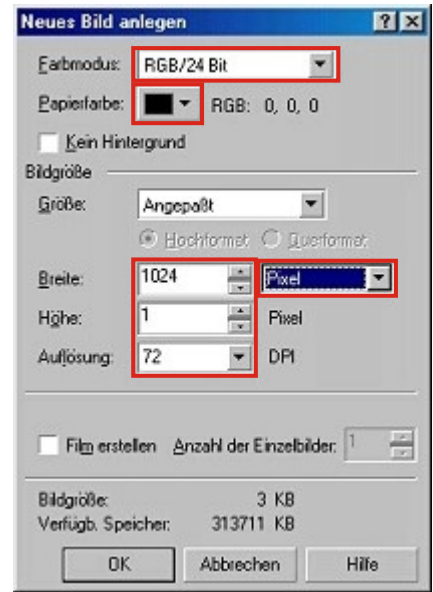 Neues Bild anlegen
Farbmodus: RGB/24 Bit
Papierfarbe: RGB: 0, 0, 0
Kein Hintergrund
Bildgröße
Größe: Angepaßt
Hochformat Querformat
Breite: 1024 Pixel
Höhe: 1 Pixel
Auflösung: 72 DPI
Film erstellen Anzahl der Einzelbilder: 1
Bildgröße: 3 KB
Verfügb. Speicher: 313711 KB
OK Abbrechen Hilfe